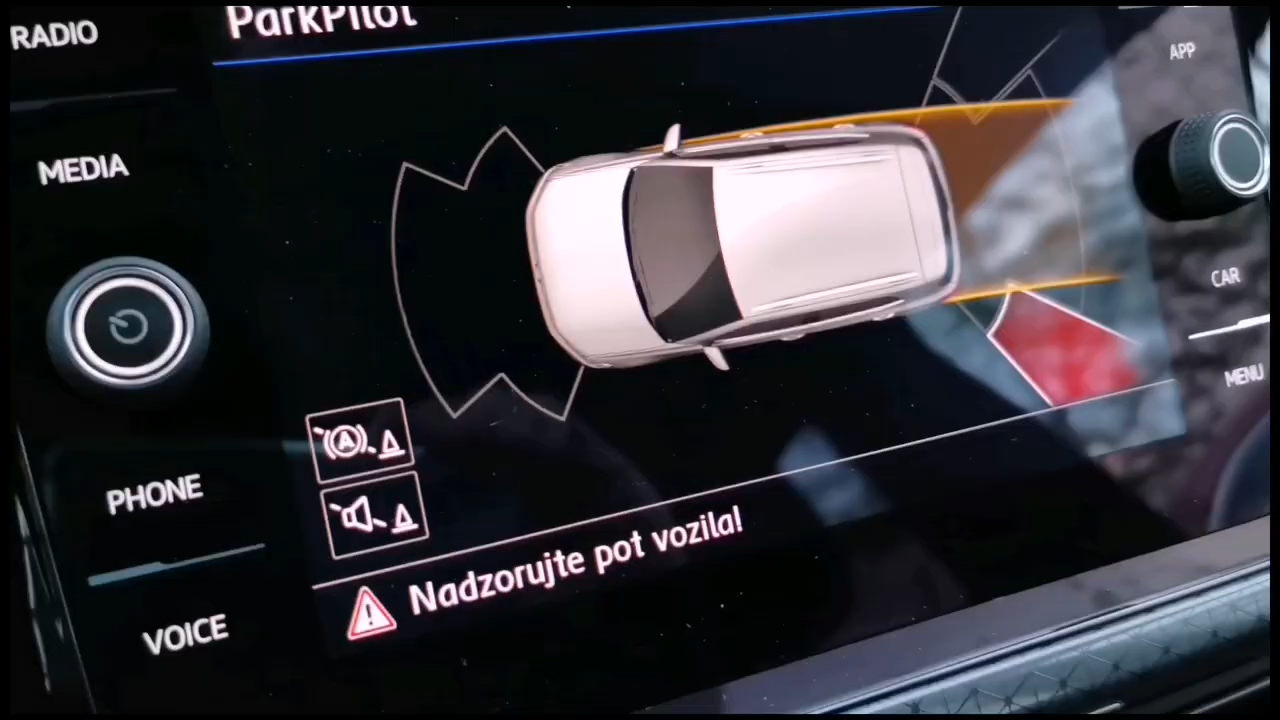 ParkPilot
RADIO
MEDIA
PHONE
VOICE
APP
CAR
MENU
A
Nadzorujte pot vozila!